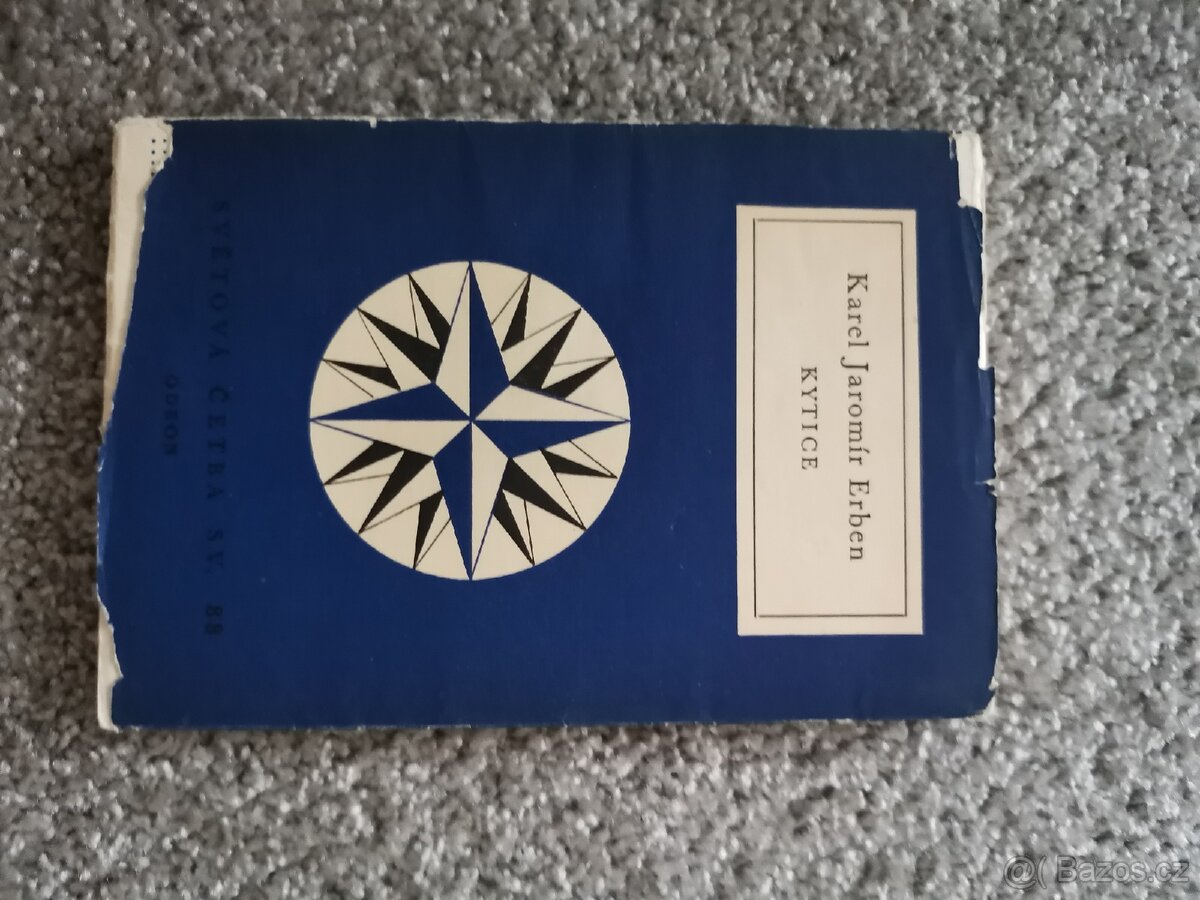 Karel Jaromír Erben
KYTICE
SVĚTOVÁ ČETBA SV. 88
ODEON
@( Bazos.cz